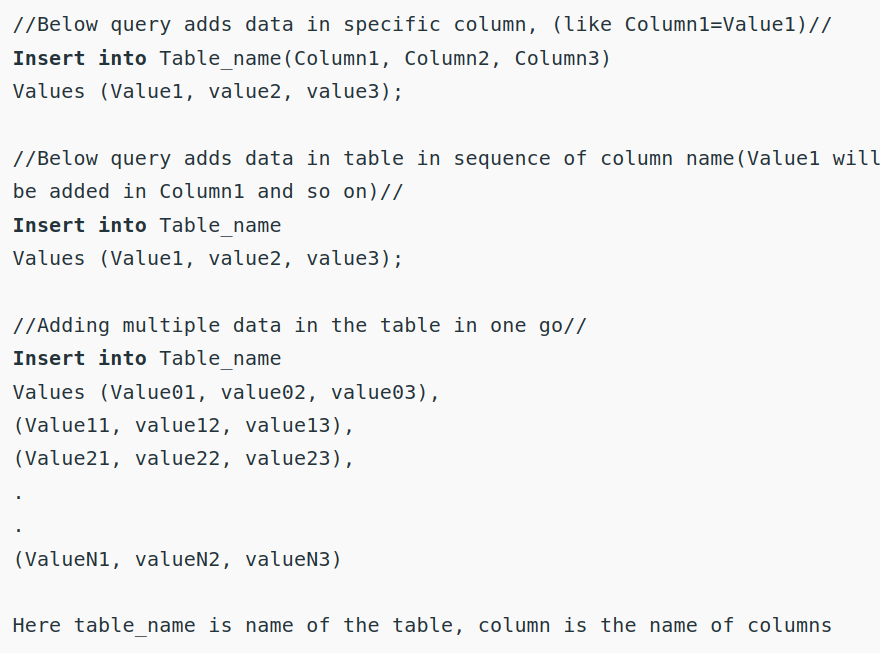 //Below query adds data in specific column, (like Column1=Value1)//
Insert into Table_name(Column1, Column2, Column3)
Values (Value1, value2, value3);
//Below query adds data in table in sequence of column name(Value1 will
be added in Column1 and so on)//
Insert into Table_name
Values (Value1, value2, value3);
//Adding multiple data in the table in one go//
Insert into Table_name
Values (Value01, value02, value03),
(Value11, value12, value13),
(Value21, value22, value23),
.
.
(ValueN1, valueN2, valueN3)
Here table_name is name of the table, column is the name of columns